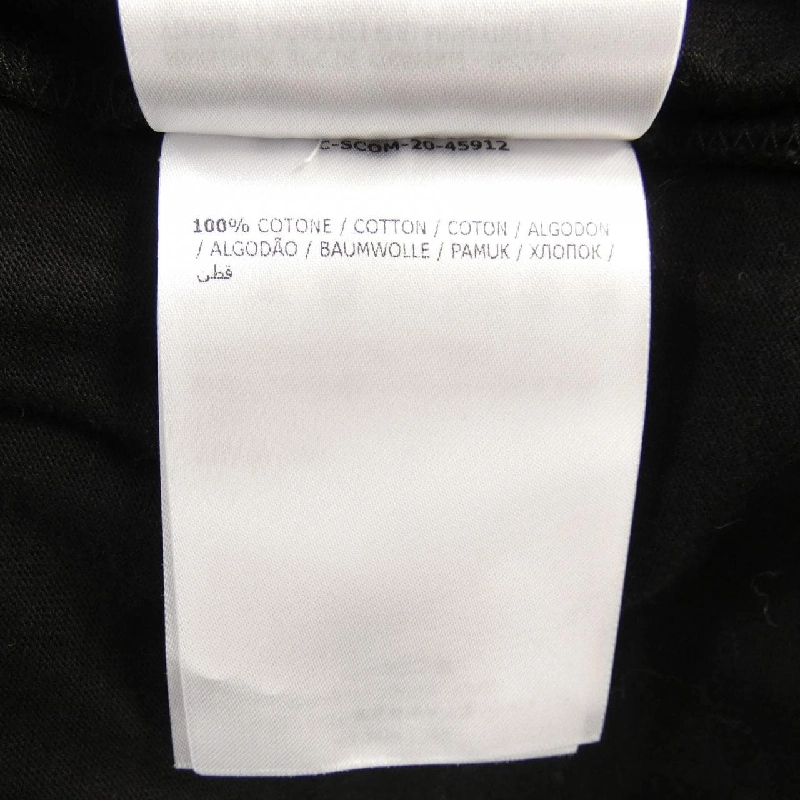 C-SCOM-20-45912
100% COTONE / COTTON / COTON / ALGODON
/ ALGODÃO / BAUMWOLLE / PAMUK / ХЛОПОК /
قطن